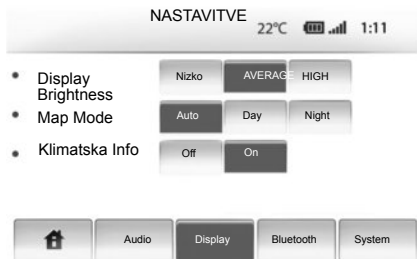 NASTAVITVE
22°C 1:11
Display Nizko AVERAGE HIGH
Brightness
Map Mode Auto Day Night
Klimatska Info Off On
Audio Display Bluetooth System